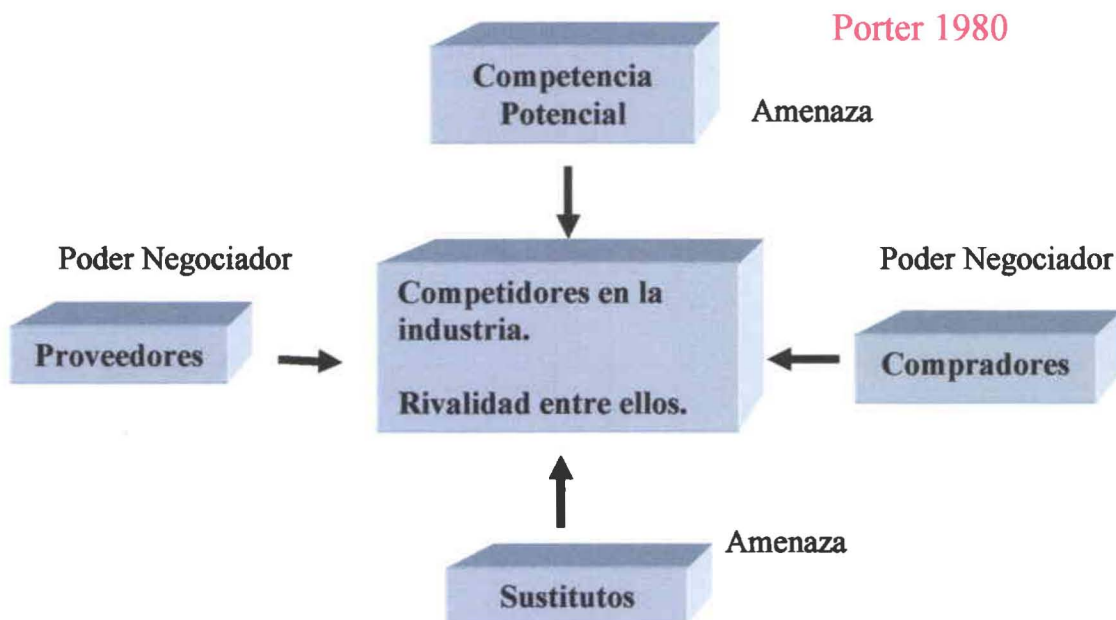 Porter 1980
Competencia
Potencial
Amenaza
Poder Negociador
Proveedores
Competidores en la
industria.
Rivalidad entre ellos.
Poder Negociador
Compradores
Amenaza
Sustitutos